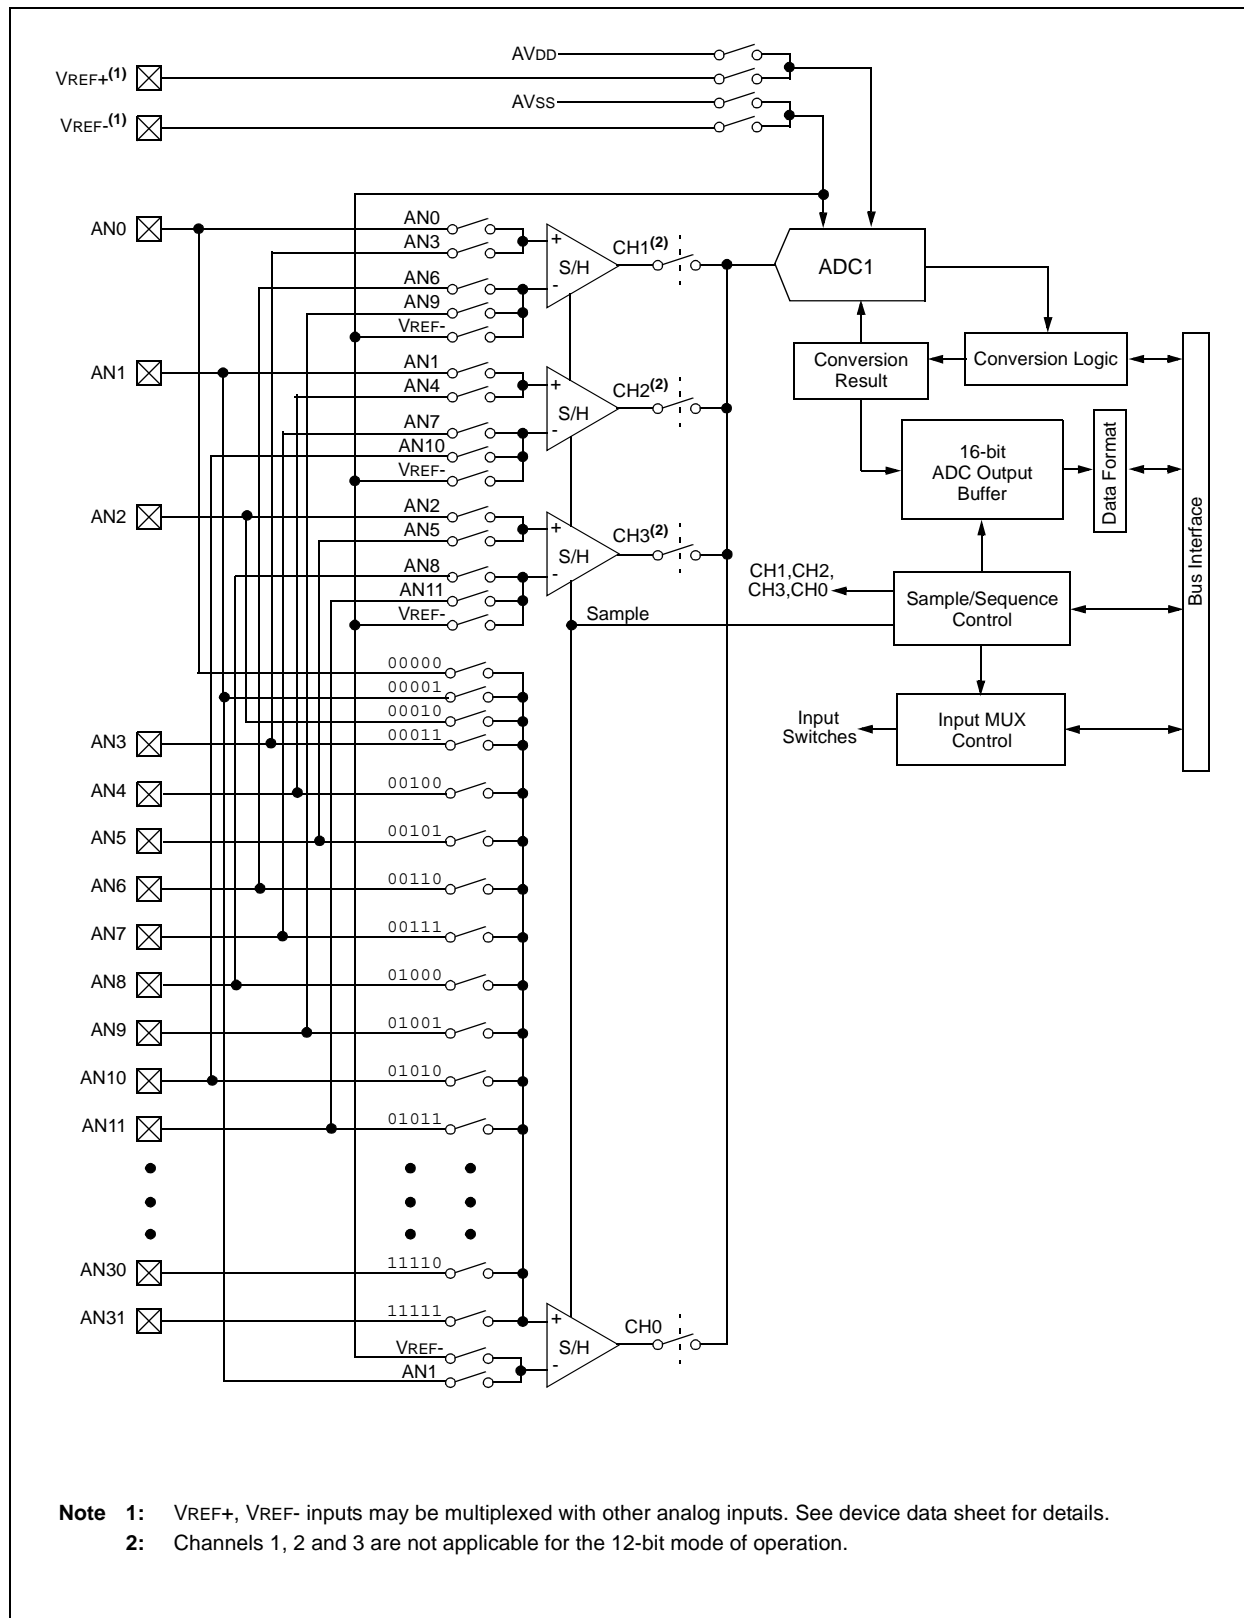 AVDD
VREF+(1)
AVSS
VREF-(1)
AN0
AN0
AN3
AN6
AN9
VREF-
+
S/H
-
CH1(2)
ADC1
Conversion
Result
Conversion Logic
AN1
AN1
AN4
AN7
AN10
VREF-
+
S/H
-
CH2(2)
16-bit
ADC Output
Buffer
Data Format
Bus Interface
AN2
AN2
AN5
AN8
AN11
VREF-
+
S/H
-
CH3(2)
CH1,CH2,
CH3,CH0
Sample/Sequence
Control
Sample
Input
Switches
Input MUX
Control
00000
00001
00010
AN3 00011
AN4 00100
AN5 00101
AN6 00110
AN7 00111
AN8 01000
AN9 01001
AN10 01010
AN11 01011
AN30 11110
AN31 11111
VREF-
AN1
+
S/H
-
CH0
Note 1: VREF+, VREF- inputs may be multiplexed with other analog inputs. See device data sheet for details.
2: Channels 1, 2 and 3 are not applicable for the 12-bit mode of operation.